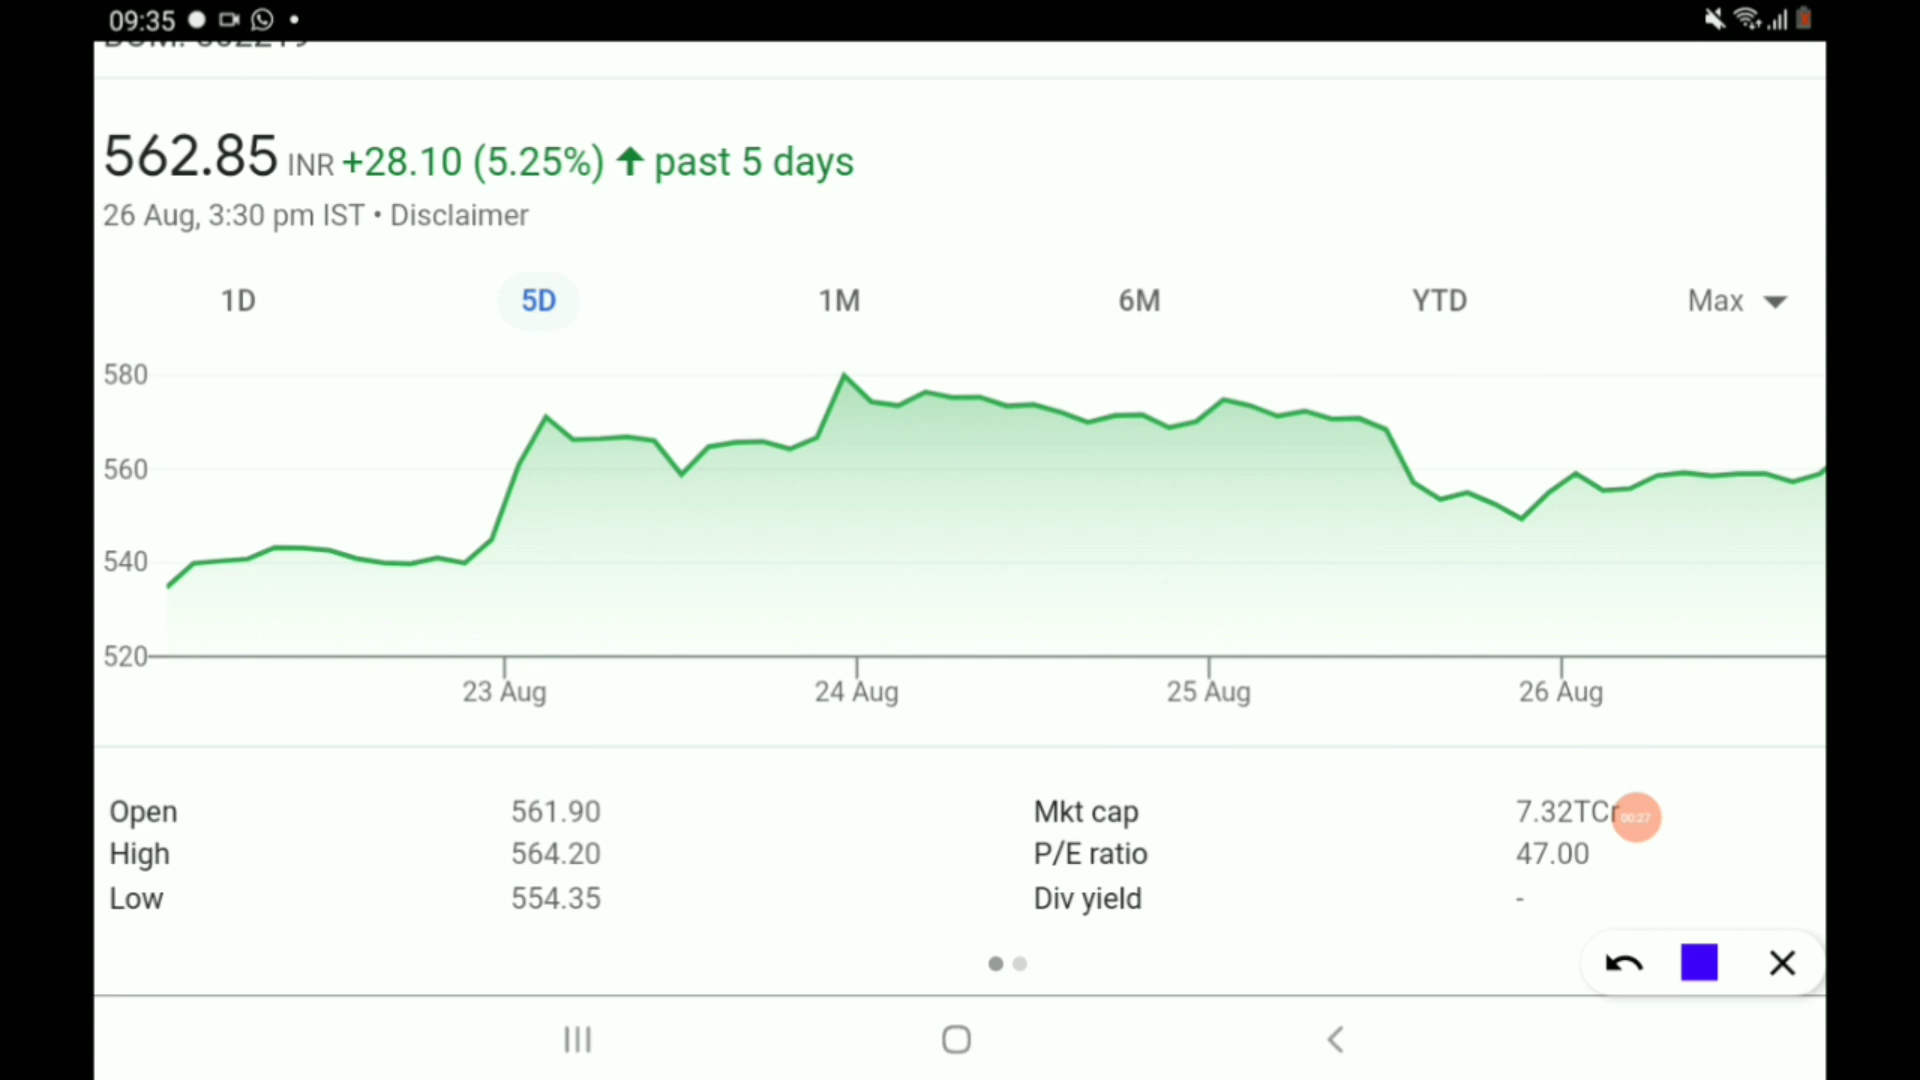 09:35
562.85 INR +28.10 (5.25%) ↑ past 5 days
26 Aug, 3:30 pm IST • Disclaimer
1D 5D 1M 6M YTD Max
580
560
540
520
23 Aug 24 Aug 25 Aug 26 Aug
Open 561.90 Mkt cap 7.32TCr
00:27
High 564.20 P/E ratio 47.00
Low 554.35 Div yield -